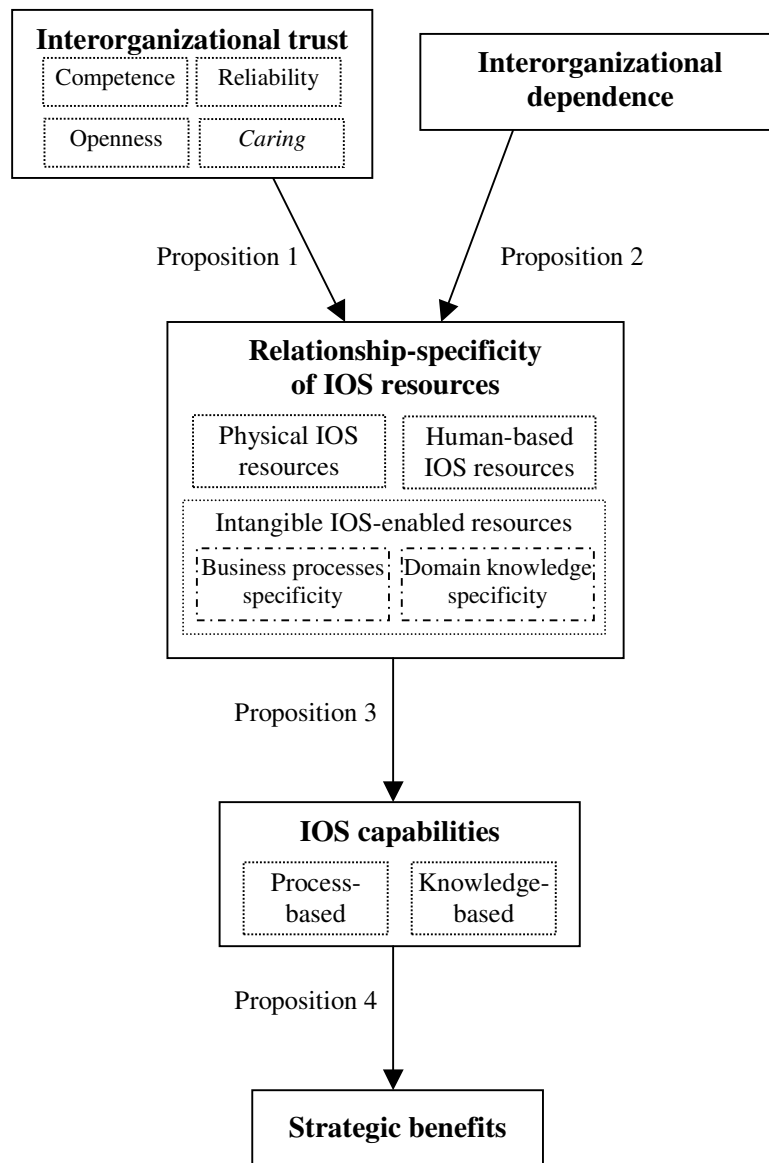 Interorganizational trust
Competence
Reliability
Openness
Caring
Interorganizational
dependence
Proposition 1
Proposition 2
Relationship-specificity
of IOS resources
Physical IOS
resources
Human-based
IOS resources
Intangible IOS-enabled resources
Business processes
specificity
Domain knowledge
specificity
Proposition 3
IOS capabilities
Process-
based
Knowledge-
based
Proposition 4
Strategic benefits